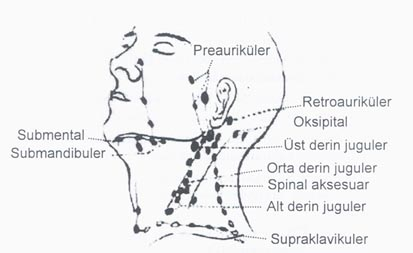 Preauriküler
Retroauriküler
Oksipital
Submental
Submandibuler
Üst derin juguler
Orta derin juguler
Spinal aksesuar
Alt derin juguler
Supraklavikuler